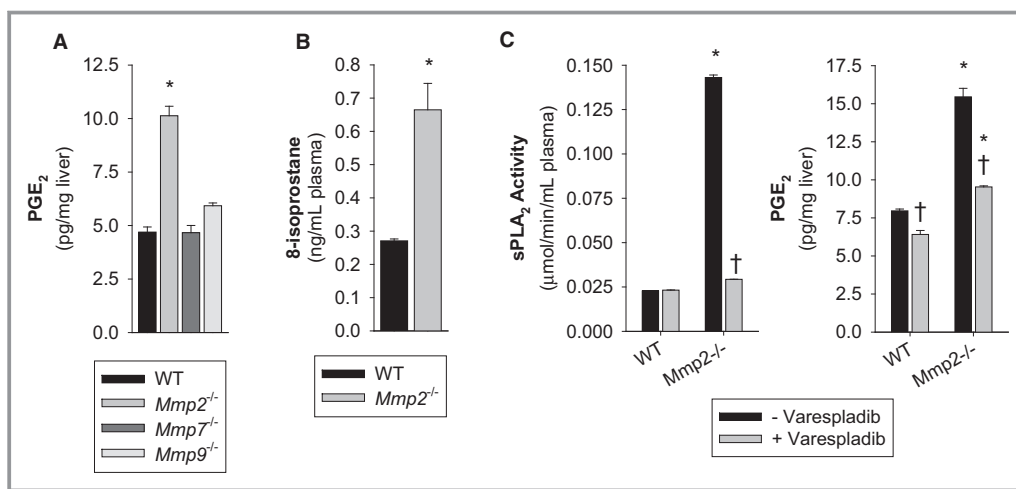 A
PGE₂
(pg/mg liver)
12.5
10.0
7.5
5.0
2.5
0.0
*
WT
Mmp2⁻/⁻
Mmp7⁻/⁻
Mmp9⁻/⁻
B
8-isoprostane
(ng/mL plasma)
0.8
0.7
0.6
0.5
0.4
0.3
0.2
0.1
0.0
*
WT
Mmp2⁻/⁻
C
sPLA₂ Activity
(μmol/min/mL plasma)
0.150
0.125
0.100
0.075
0.050
0.025
0.000
*
†
WT
Mmp2-/-
PGE₂
(pg/mg liver)
17.5
15.0
12.5
10.0
7.5
5.0
2.5
0.0
*
*
†
†
WT
Mmp2-/-
- Varespladib
+ Varespladib